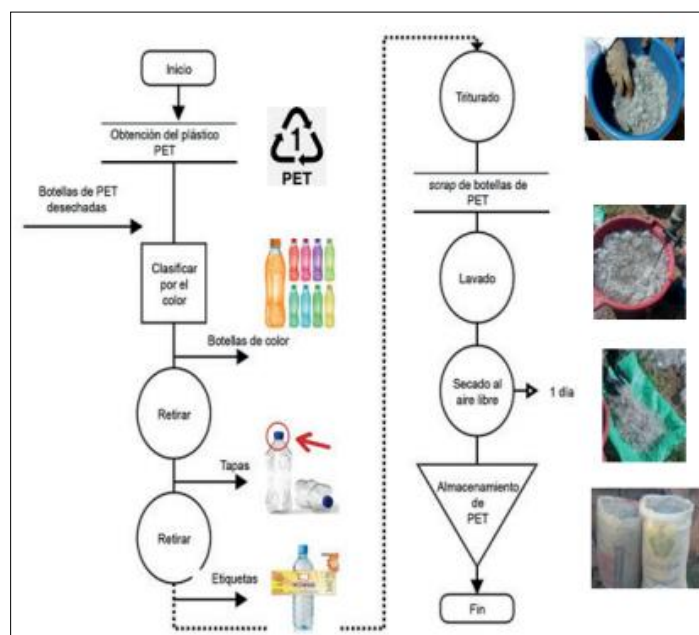 Inicio
Obtención del plástico
PET
1
PET
Botellas de PET
desechadas
Clasificar
por el
color
Botellas de color
Retirar
Tapas
Retirar
Etiquetas
Triturado
scrap de botellas de
PET
Lavado
Secado al
aire libre
1 día
Almacenamiento
de
PET
Fin